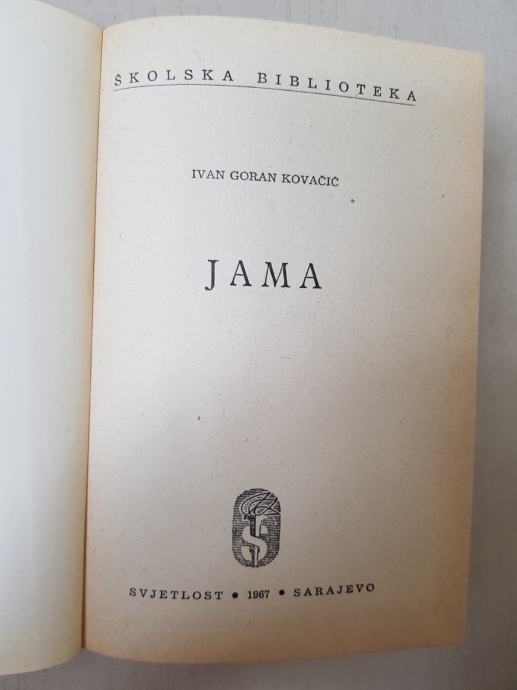 ŠKOLSKA BIBLIOTEKA
IVAN GORAN KOVAČIĆ
JAMA
Š
SVJETLOST • 1967 • SARAJEVO